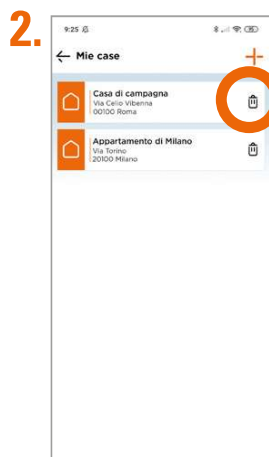 2.
9:25
Mie case
Casa di campagna
Via Celio Vibenna
00100 Roma
Appartamento di Milano
Via Torino
20100 Milano